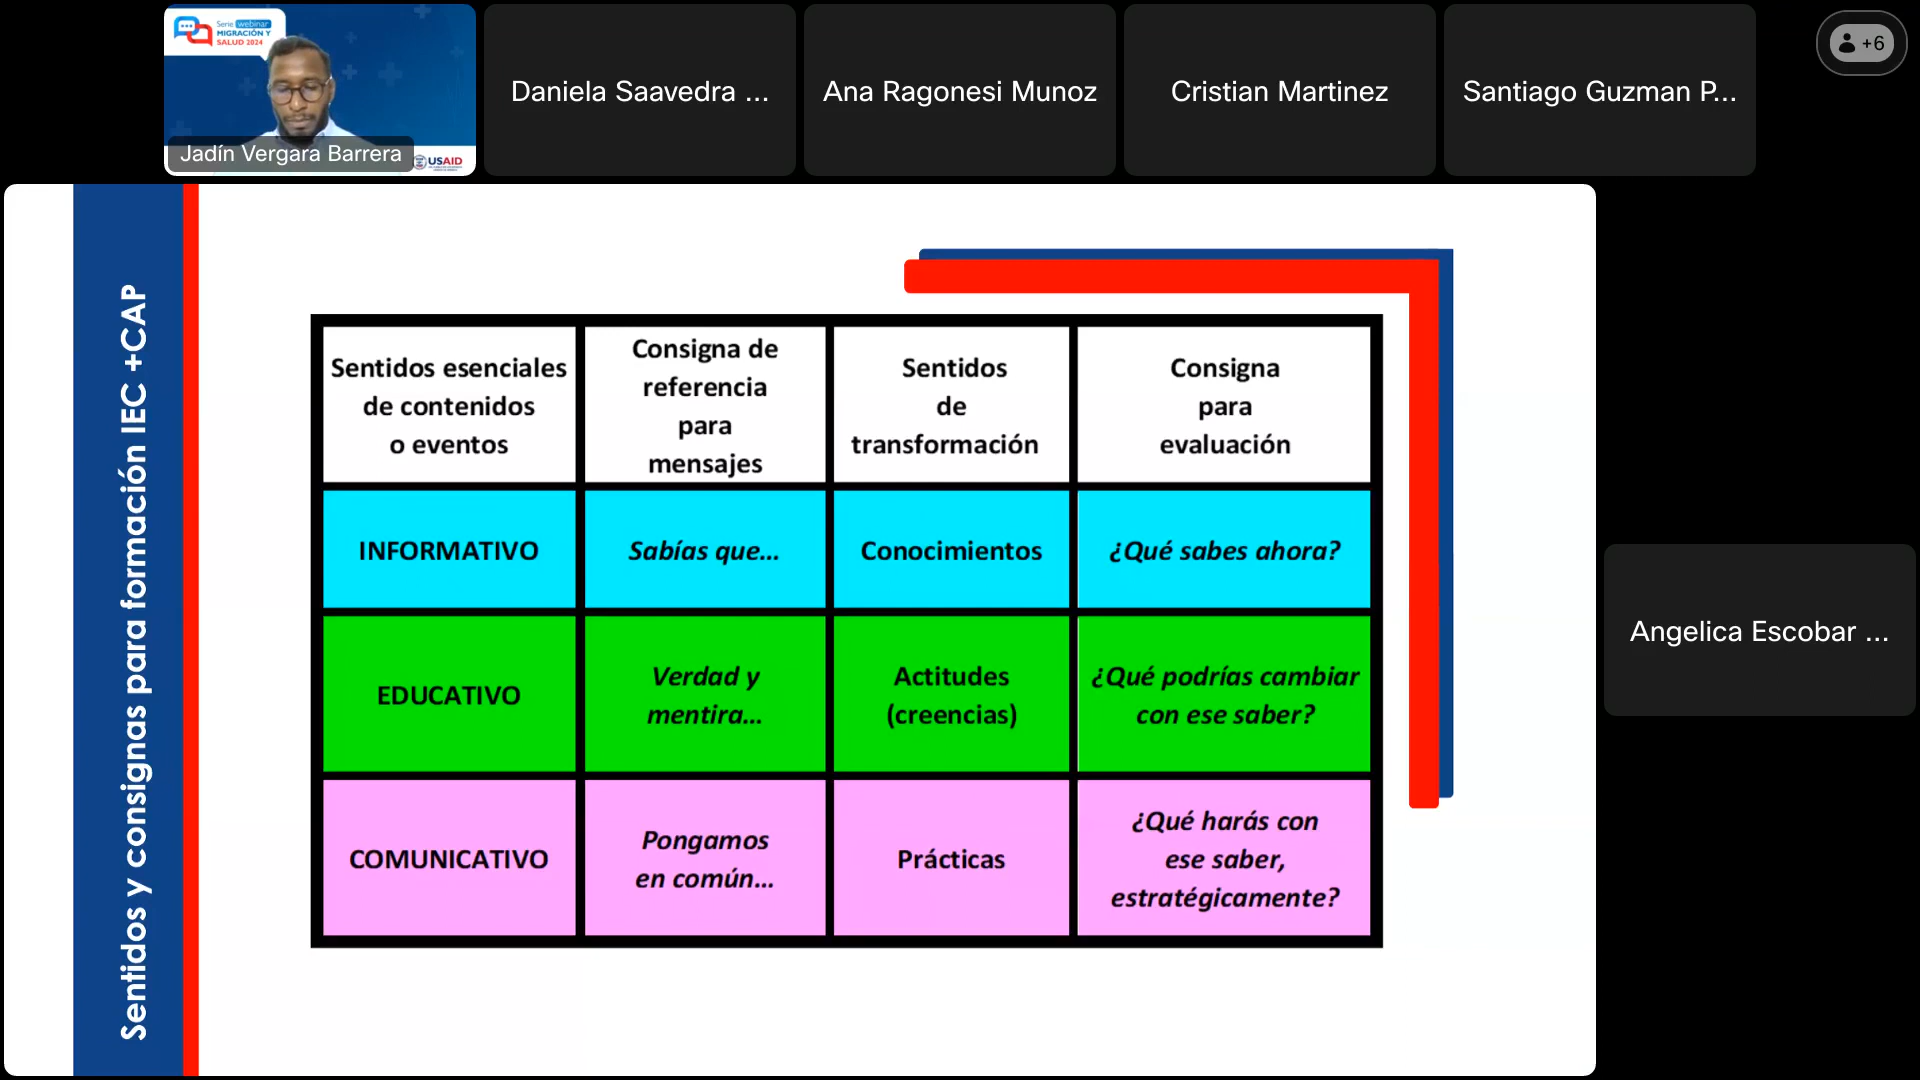 Serie webinar
MIGRACIÓN Y
SALUD 2024
Jadín Vergara Barrera
USAID
Daniela Saavedra ...
Ana Ragonesi Munoz
Cristian Martinez
Santiago Guzman P...
+6
Sentidos y consignas para formación IEC +CAP
Sentidos esenciales
de contenidos
o eventos
Consigna de
referencia
para
mensajes
Sentidos
de
transformación
Consigna
para
evaluación
INFORMATIVO
Sabías que...
Conocimientos
¿Qué sabes ahora?
EDUCATIVO
Verdad y
mentira...
Actitudes
(creencias)
¿Qué podrías cambiar
con ese saber?
COMUNICATIVO
Pongamos
en común...
Prácticas
¿Qué harás con
ese saber,
estratégicamente?
Angelica Escobar ...